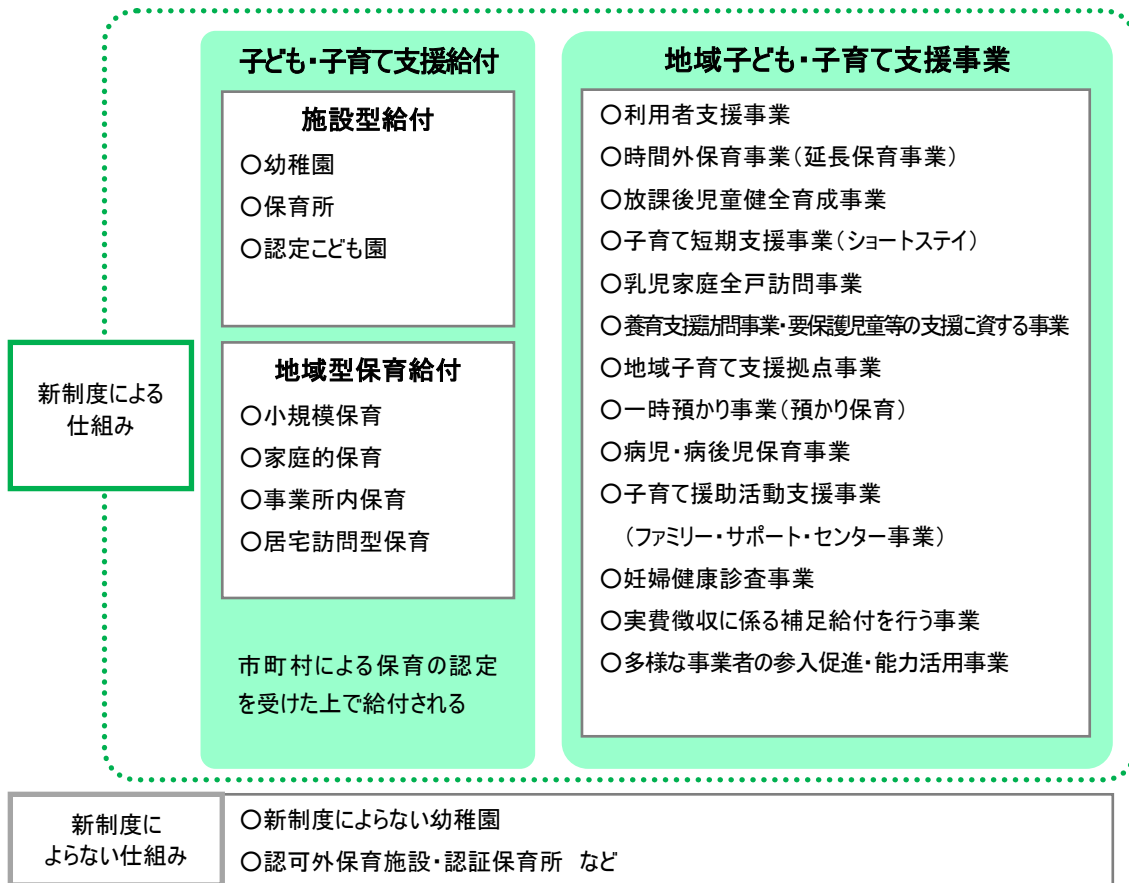 子ども・子育て支援給付
施設型給付
○幼稚園
○保育所
○認定こども園
地域型保育給付
○小規模保育
○家庭的保育
○事業所内保育
○居宅訪問型保育
市町村による保育の認定
を受けた上で給付される
地域子ども・子育て支援事業
○利用者支援事業
○時間外保育事業（延長保育事業）
○放課後児童健全育成事業
○子育て短期支援事業（ショートステイ）
○乳児家庭全戸訪問事業
○養育支援訪問事業・要保護児童等の支援に資する事業
○地域子育て支援拠点事業
○一時預かり事業（預かり保育）
○病児・病後児保育事業
○子育て援助活動支援事業
（ファミリー・サポート・センター事業）
○妊婦健康診査事業
○実費徴収に係る補足給付を行う事業
○多様な事業者の参入促進・能力活用事業
新制度による
仕組み
新制度に
よらない仕組み
○新制度によらない幼稚園
○認可外保育施設・認証保育所　など